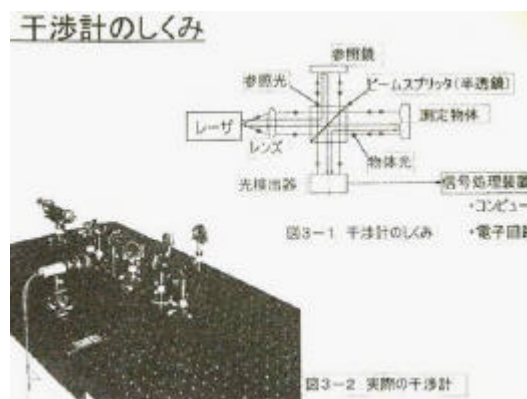 干渉計のしくみ
参照鏡
参照光
ビームスプリッタ(半透鏡)
レーザ
測定物体
レンズ
物体光
光検出器
信号処理装置
・コンピュー
図3-1 干渉計のしくみ
・電子回路
図3-2 実際の干渉計